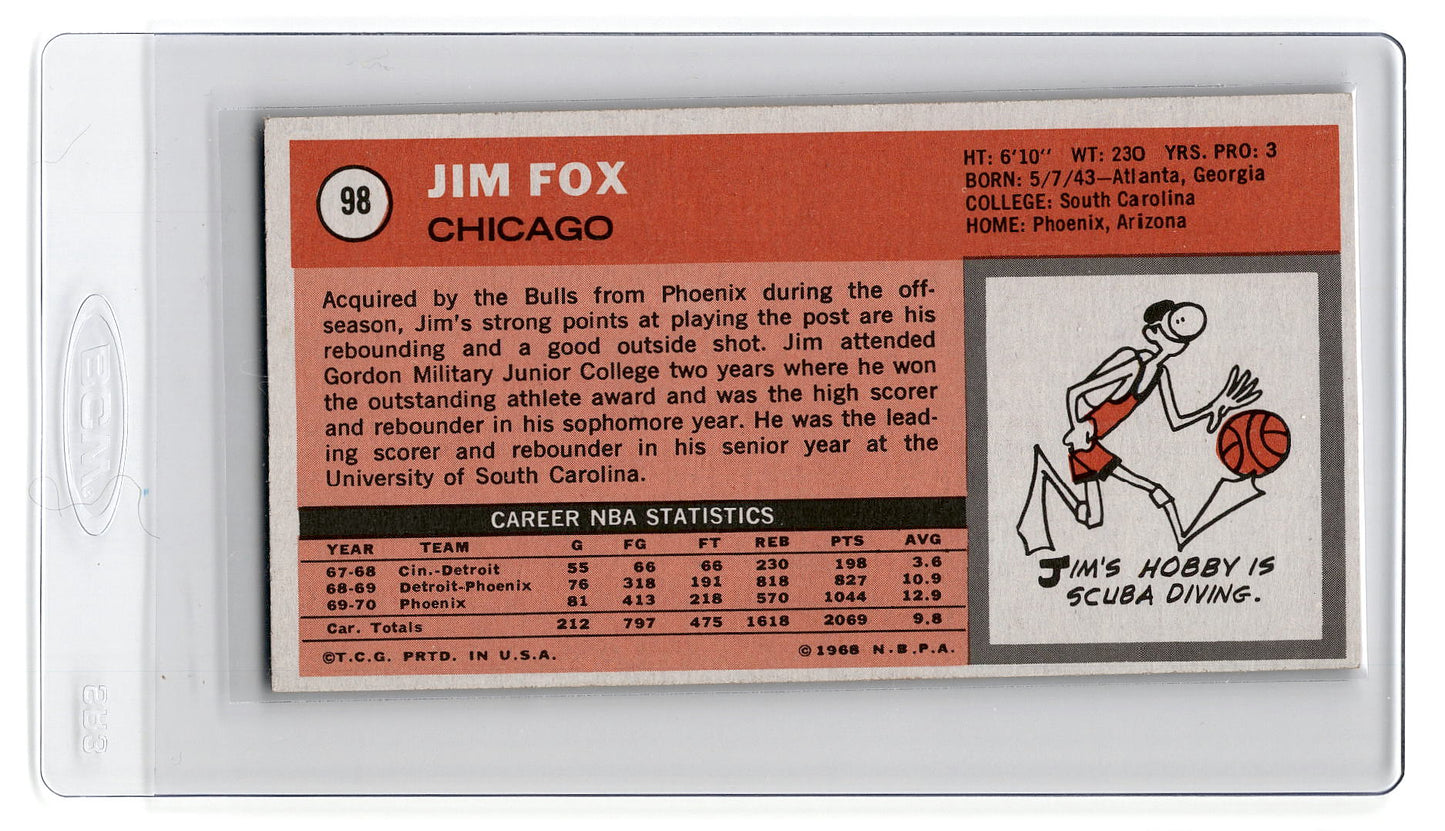 98
JIM FOX
CHICAGO
HT: 6'10" WT: 230 YRS. PRO: 3
BORN: 5/7/43—Atlanta, Georgia
COLLEGE: South Carolina
HOME: Phoenix, Arizona
Acquired by the Bulls from Phoenix during the off-
season, Jim's strong points at playing the post are his
rebounding and a good outside shot. Jim attended
Gordon Military Junior College two years where he won
the outstanding athlete award and was the high scorer
and rebounder in his sophomore year. He was the lead-
ing scorer and rebounder in his senior year at the
University of South Carolina.
CAREER NBA STATISTICS
YEAR TEAM G FG FT REB PTS AVG
67-68 Cin.-Detroit 55 66 66 230 198 3.6
68-69 Detroit-Phoenix 76 318 191 818 827 10.9
69-70 Phoenix 81 413 218 570 1044 12.9
Car. Totals 212 797 475 1618 2069 9.8
©T.C.G. PRTD. IN U.S.A.
©1968 N.B.P.A.
JIM'S HOBBY IS
SCUBA DIVING.